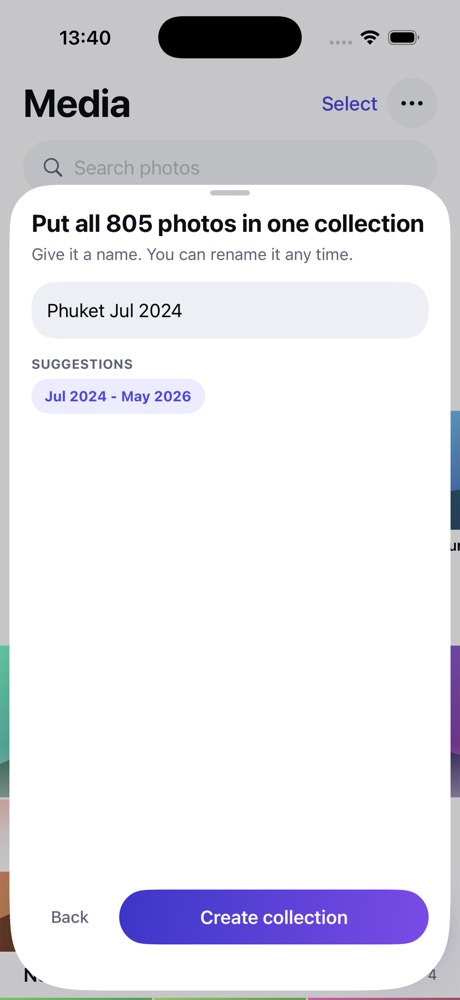 13:40
Media
Select
Search photos
Put all 805 photos in one collection
Give it a name. You can rename it any time.
Phuket Jul 2024
SUGGESTIONS
Jul 2024 - May 2026
Back
Create collection
4